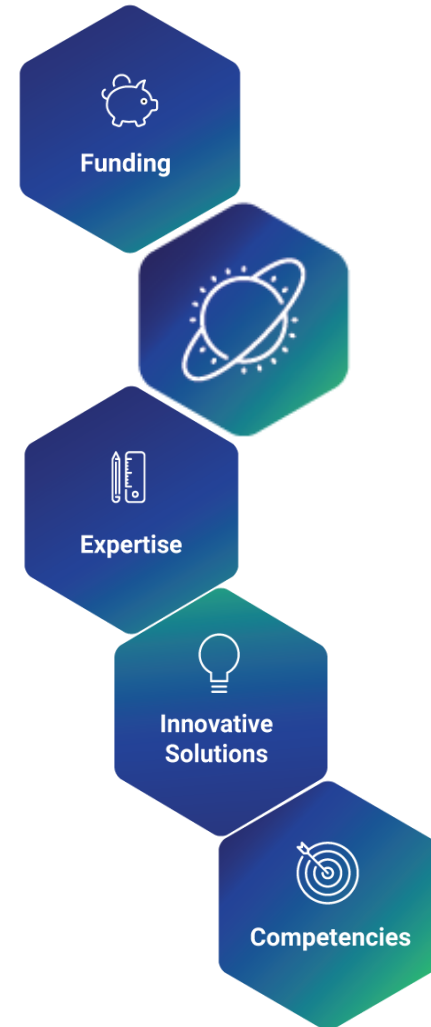 Funding
Expertise
Innovative
Solutions
Competencies